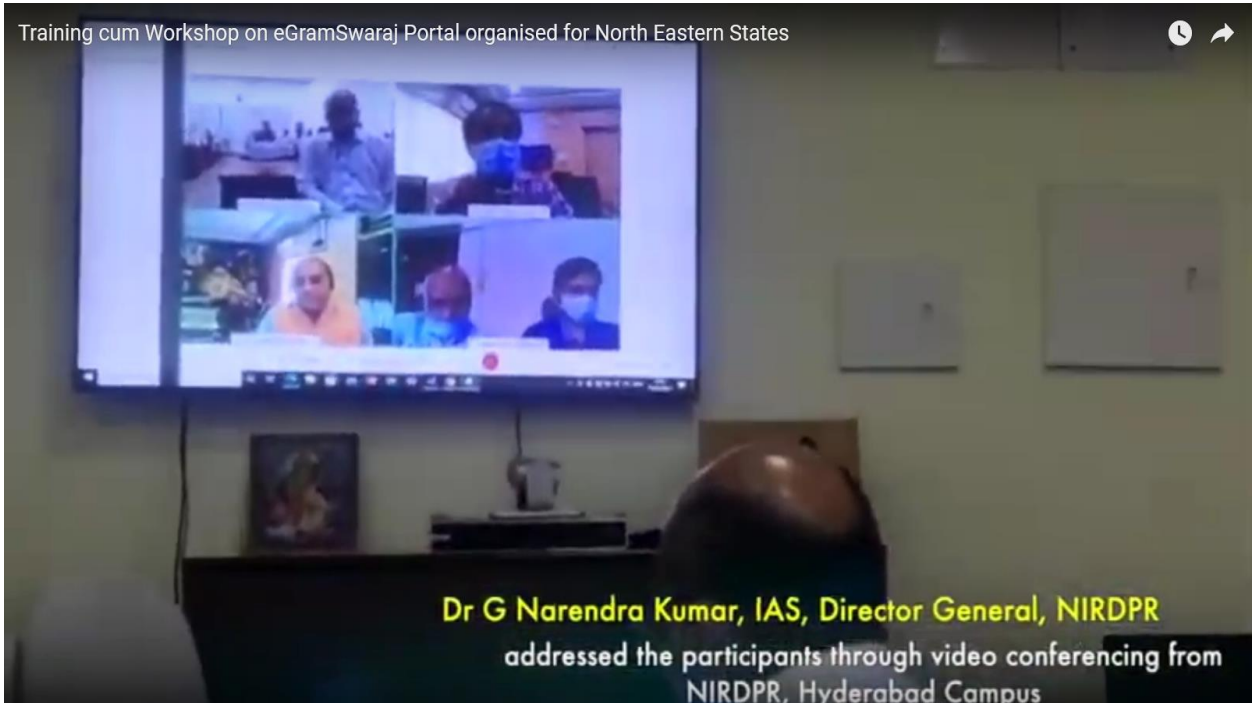 Training cum Workshop on eGramSwaraj Portal organised for North Eastern States
Dr G Narendra Kumar, IAS, Director General, NIRDPR
addressed the participants through video conferencing from
NIRDPR, Hyderabad Campus